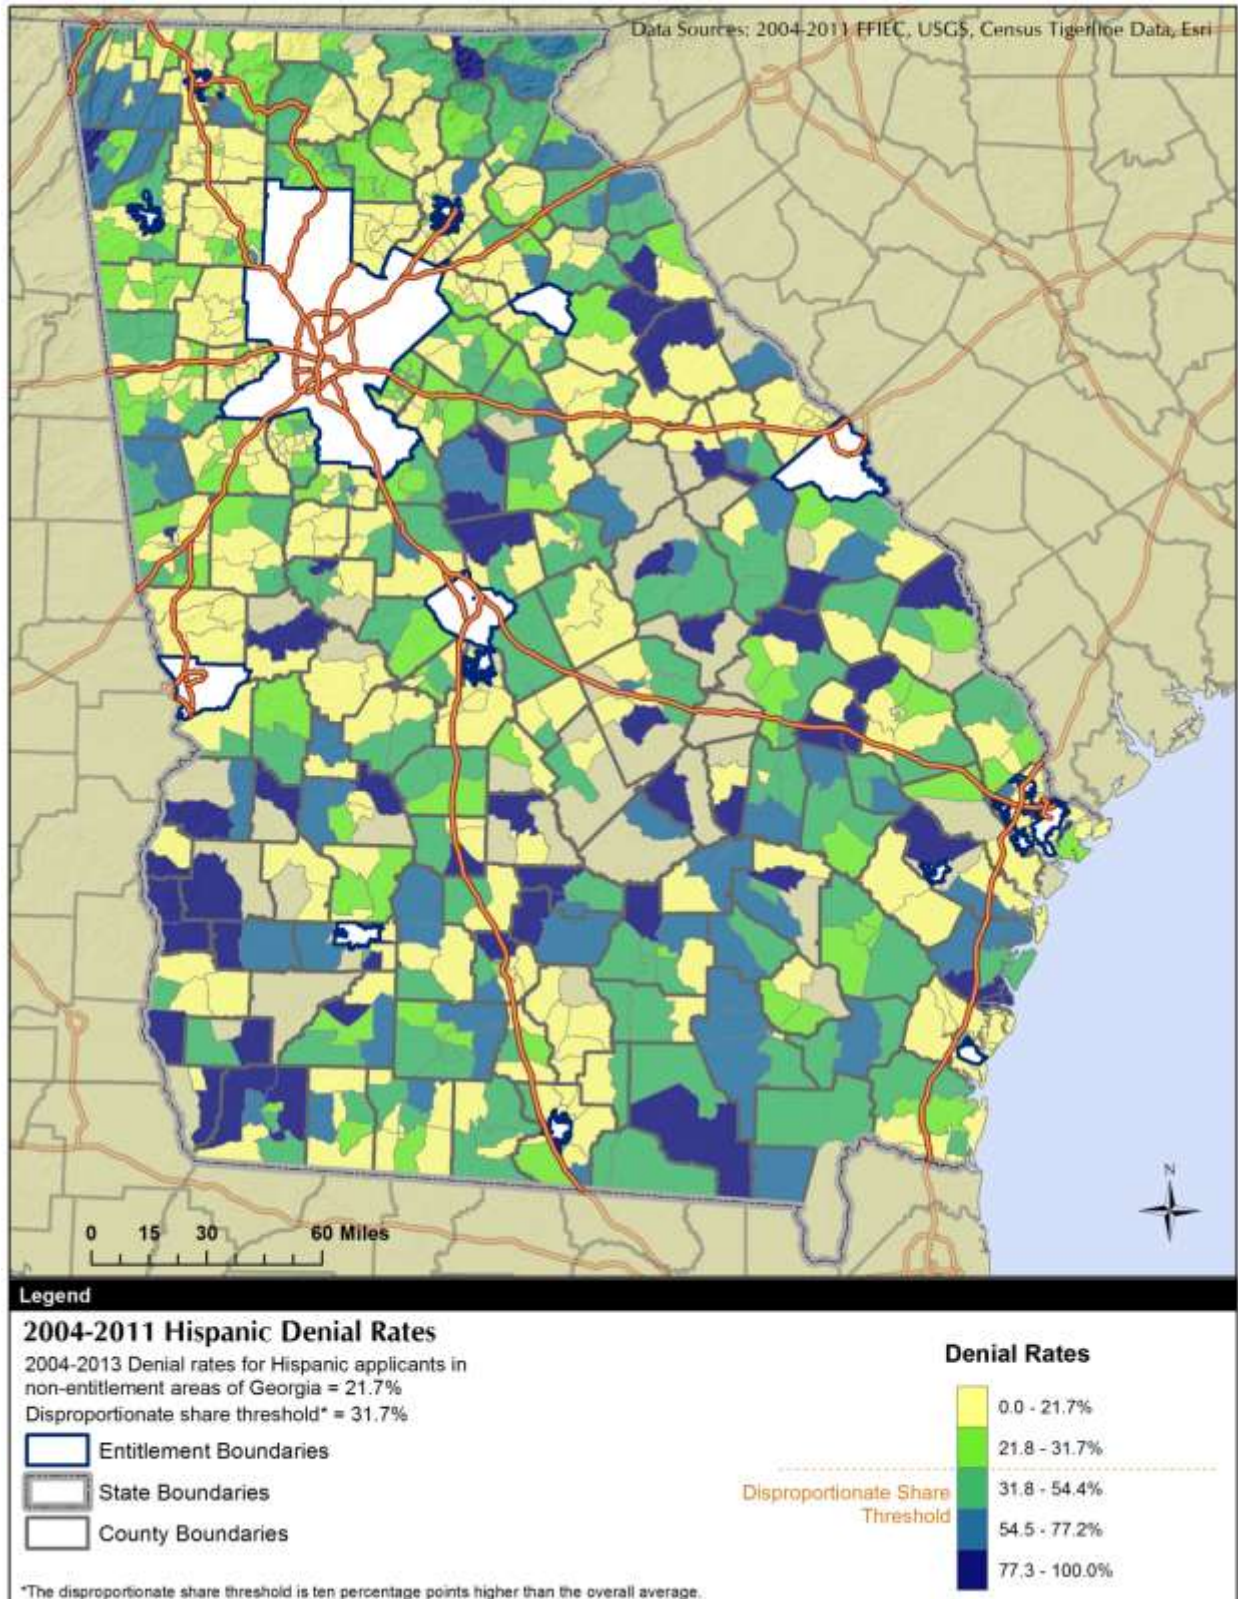 Data Sources: 2004-2011 FFIEC, USGS, Census Tigerline Data, Esri
N
0 15 30 60 Miles
Legend
2004-2011 Hispanic Denial Rates
2004-2013 Denial rates for Hispanic applicants in
non-entitlement areas of Georgia = 21.7%
Disproportionate share threshold* = 31.7%
Entitlement Boundaries
State Boundaries
County Boundaries
*The disproportionate share threshold is ten percentage points higher than the overall average.
Denial Rates
0.0 - 21.7%
21.8 - 31.7%
Disproportionate Share
Threshold
31.8 - 54.4%
54.5 - 77.2%
77.3 - 100.0%